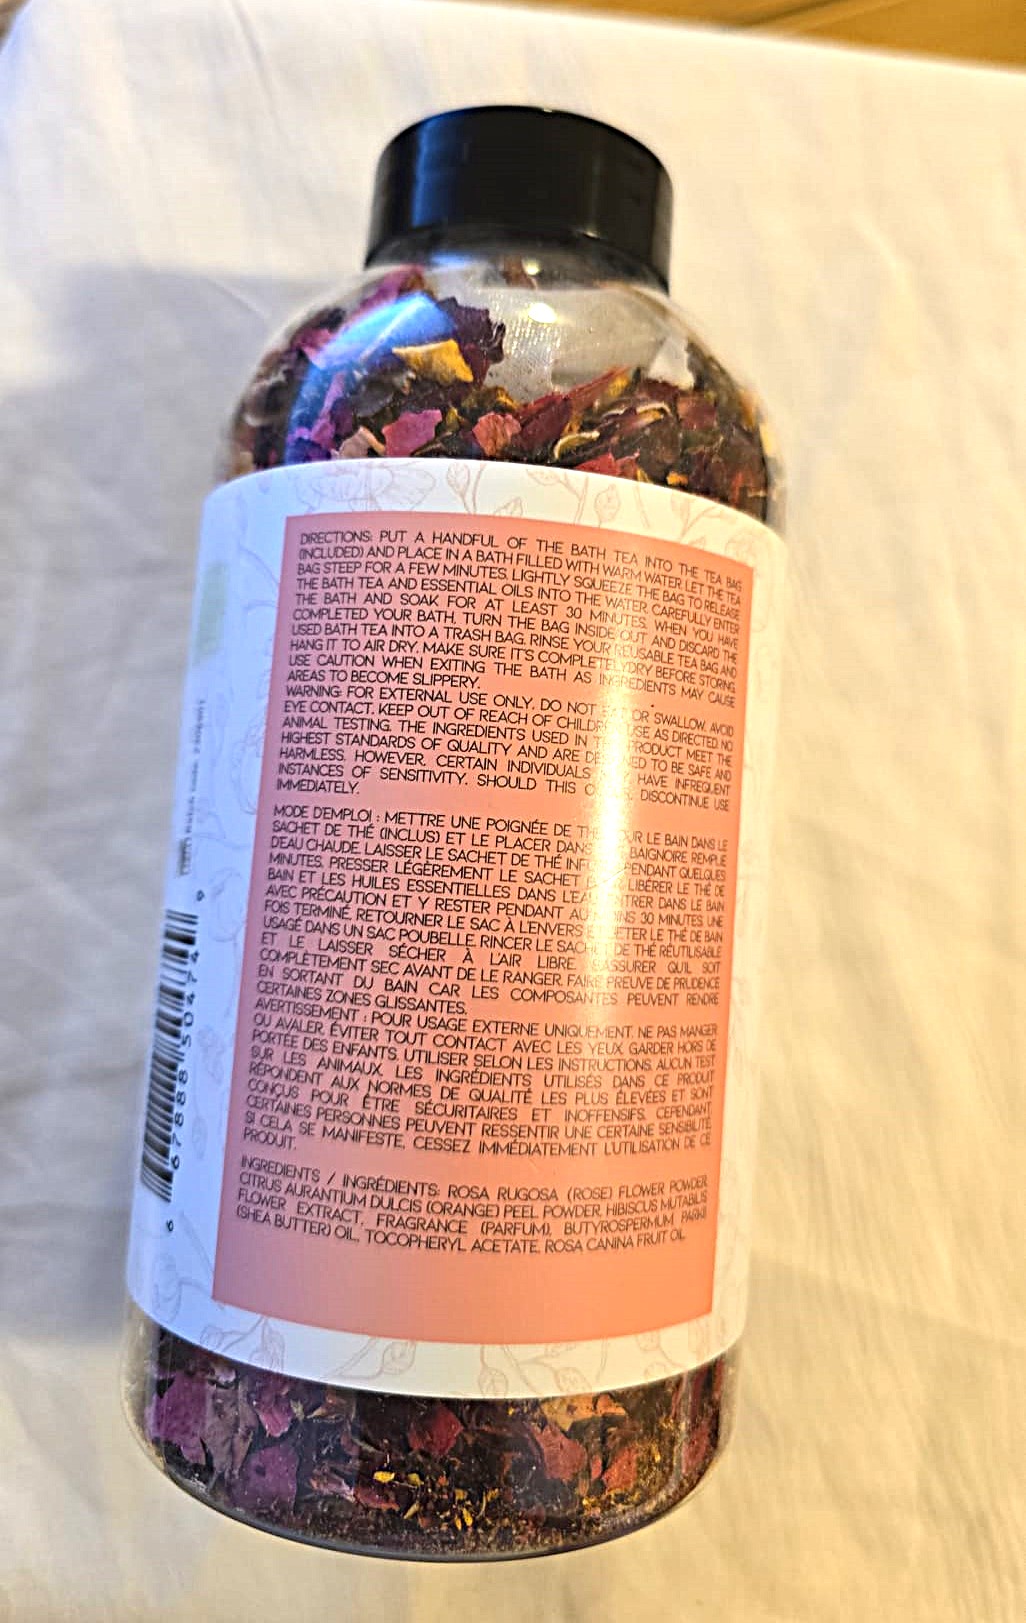 DIRECTIONS: PUT A HANDFUL OF THE BATH TEA INTO THE TEA BAG
(INCLUDED) AND PLACE IN A BATH FILLED WITH WARM WATER. LET THE TEA
BAG STEEP FOR A FEW MINUTES. LIGHTLY SQUEEZE THE BAG TO RELEASE
THE BATH TEA AND ESSENTIAL OILS INTO THE WATER. CAREFULLY ENTER
THE BATH AND SOAK FOR AT LEAST 30 MINUTES. WHEN YOU HAVE
COMPLETED YOUR BATH, TURN THE BAG INSIDE OUT AND DISCARD THE
USED BATH TEA INTO A TRASH BAG. RINSE YOUR REUSABLE TEA BAG AND
HANG IT TO AIR DRY. MAKE SURE IT'S COMPLETELY DRY BEFORE STORING.
USE CAUTION WHEN EXITING THE BATH AS INGREDIENTS MAY CAUSE
AREAS TO BECOME SLIPPERY.
WARNING: FOR EXTERNAL USE ONLY, DO NOT OR SWALLOW. AVOID
EYE CONTACT. KEEP OUT OF REACH OF USE AS DIRECTED. NO
ANIMAL TESTING. THE INGREDIENTS USED IN PRODUCT MEET THE
HIGHEST STANDARDS OF QUALITY AND ARE TO BE SAFE AND
HARMLESS. HOWEVER, CERTAIN INDIVIDUALS HAVE INFREQUENT
INSTANCES OF SENSITIVITY. SHOULD THIS DISCONTINUE USE
IMMEDIATELY.
MODE D'EMPLOI : METTRE UNE POIGNÉE DE LE BAIN DANS LE
SACHET DE THÉ (INCLUS) ET LE PLACER DANS BAIGNOIRE REMPLIE
D'EAU CHAUDE. LAISSER LE SACHET DE THÉ QUELQUES
MINUTES. PRESSER LÉGÈREMENT LE SACHET LIBÉRER LE THÉ DE
BAIN ET LES HUILES ESSENTIELLES DANS DANS LE BAIN
AVEC PRÉCAUTION ET Y RESTER PENDANT 30 MINUTES. UNE
FOIS TERMINÉ, RETOURNER LE SAC À L'ENVERS LE THÉ DE BAIN
USAGÉ DANS UN SAC POUBELLE. RINCER LE SACHET DE THÉ RÉUTILISABLE
ET LE LAISSER SÉCHER À L'AIR LIBRE. QU'IL SOIT
COMPLÈTEMENT SEC AVANT DE LE RANGER. FAIRE PREUVE DE PRUDENCE
EN SORTANT DU BAIN CAR LES COMPOSANTES PEUVENT RENDRE
CERTAINES ZONES GLISSANTES.
AVERTISSEMENT : POUR USAGE EXTERNE UNIQUEMENT. NE PAS MANGER
OU AVALER. ÉVITER TOUT CONTACT AVEC LES YEUX. GARDER HORS DE
PORTÉE DES ENFANTS. UTILISER SELON LES INSTRUCTIONS. AUCUN TEST
SUR LES ANIMAUX. LES INGRÉDIENTS UTILISÉS DANS CE PRODUIT
RÉPONDENT AUX NORMES DE QUALITÉ LES PLUS ÉLEVÉES ET SONT
CONÇUS POUR ÊTRE SÉCURITAIRES ET INOFFENSIFS. CEPENDANT,
CERTAINES PERSONNES PEUVENT RESSENTIR UNE CERTAINE SENSIBILITÉ.
SI CELA SE MANIFESTE, CESSEZ IMMÉDIATEMENT L'UTILISATION DE CE
PRODUIT.
INGREDIENTS / INGRÉDIENTS: ROSA RUGOSA (ROSE) FLOWER POWDER,
CITRUS AURANTIUM DULCIS (ORANGE) PEEL POWDER, HIBISCUS MUTABILIS
FLOWER EXTRACT, FRAGRANCE (PARFUM), BUTYROSPERMUM PARKII
(SHEA BUTTER) OIL, TOCOPHERYL ACETATE, ROSA CANINA FRUIT OIL
6 67888 50474 9